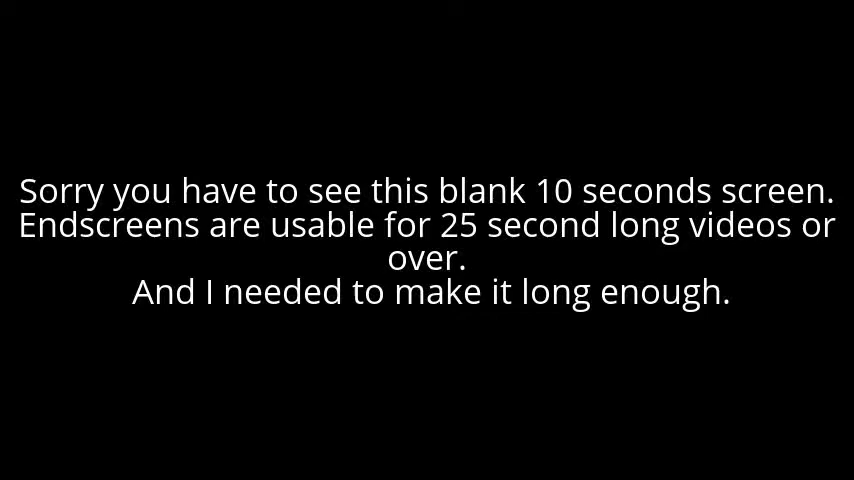 Sorry you have to see this blank 10 seconds screen.
Endscreens are usable for 25 second long videos or
over.
And I needed to make it long enough.